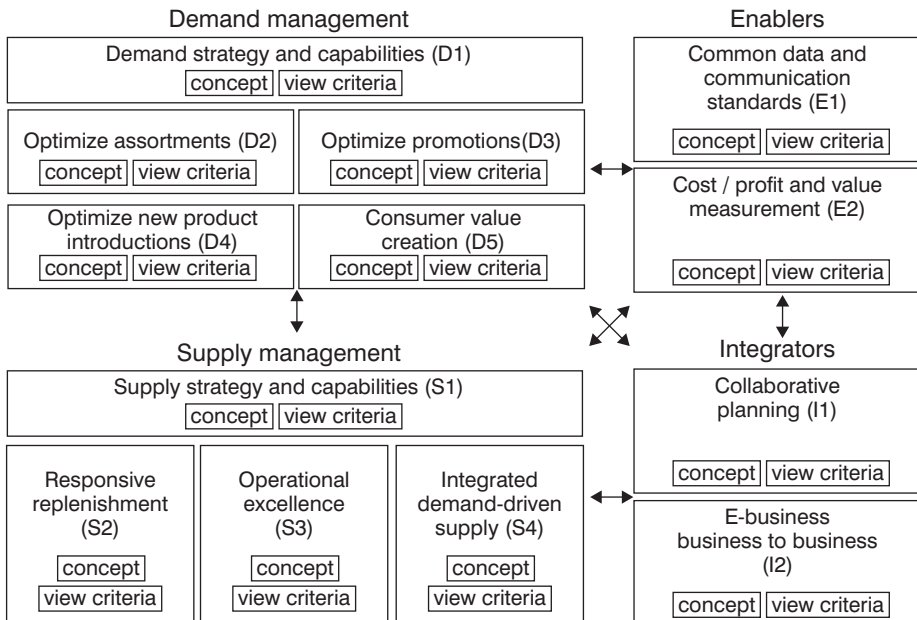 Demand management
Demand strategy and capabilities (D1)
concept view criteria
Optimize assortments (D2)
concept view criteria
Optimize promotions(D3)
concept view criteria
Optimize new product
introductions (D4)
concept view criteria
Consumer value
creation (D5)
concept view criteria
Enablers
Common data and
communication
standards (E1)
concept view criteria
Cost / profit and value
measurement (E2)
concept view criteria
Supply management
Supply strategy and capabilities (S1)
concept view criteria
Responsive
replenishment
(S2)
concept
view criteria
Operational
excellence
(S3)
concept
view criteria
Integrated
demand-driven
supply (S4)
concept
view criteria
Integrators
Collaborative
planning (I1)
concept view criteria
E-business
business to business
(I2)
concept view criteria